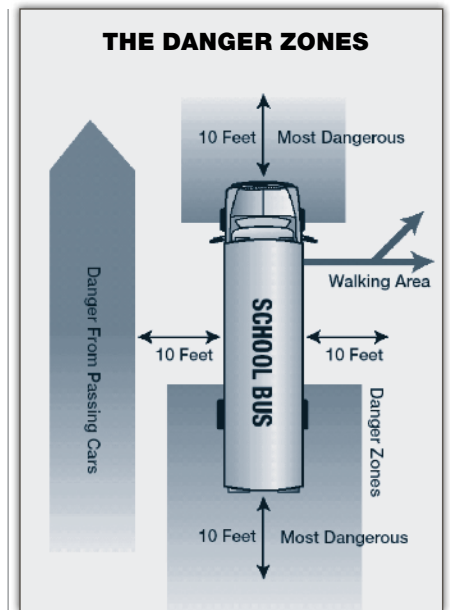 THE DANGER ZONES
10 Feet
Most Dangerous
Walking Area
Danger From Passing Cars
SCHOOL BUS
10 Feet
10 Feet
Danger Zones
10 Feet
Most Dangerous